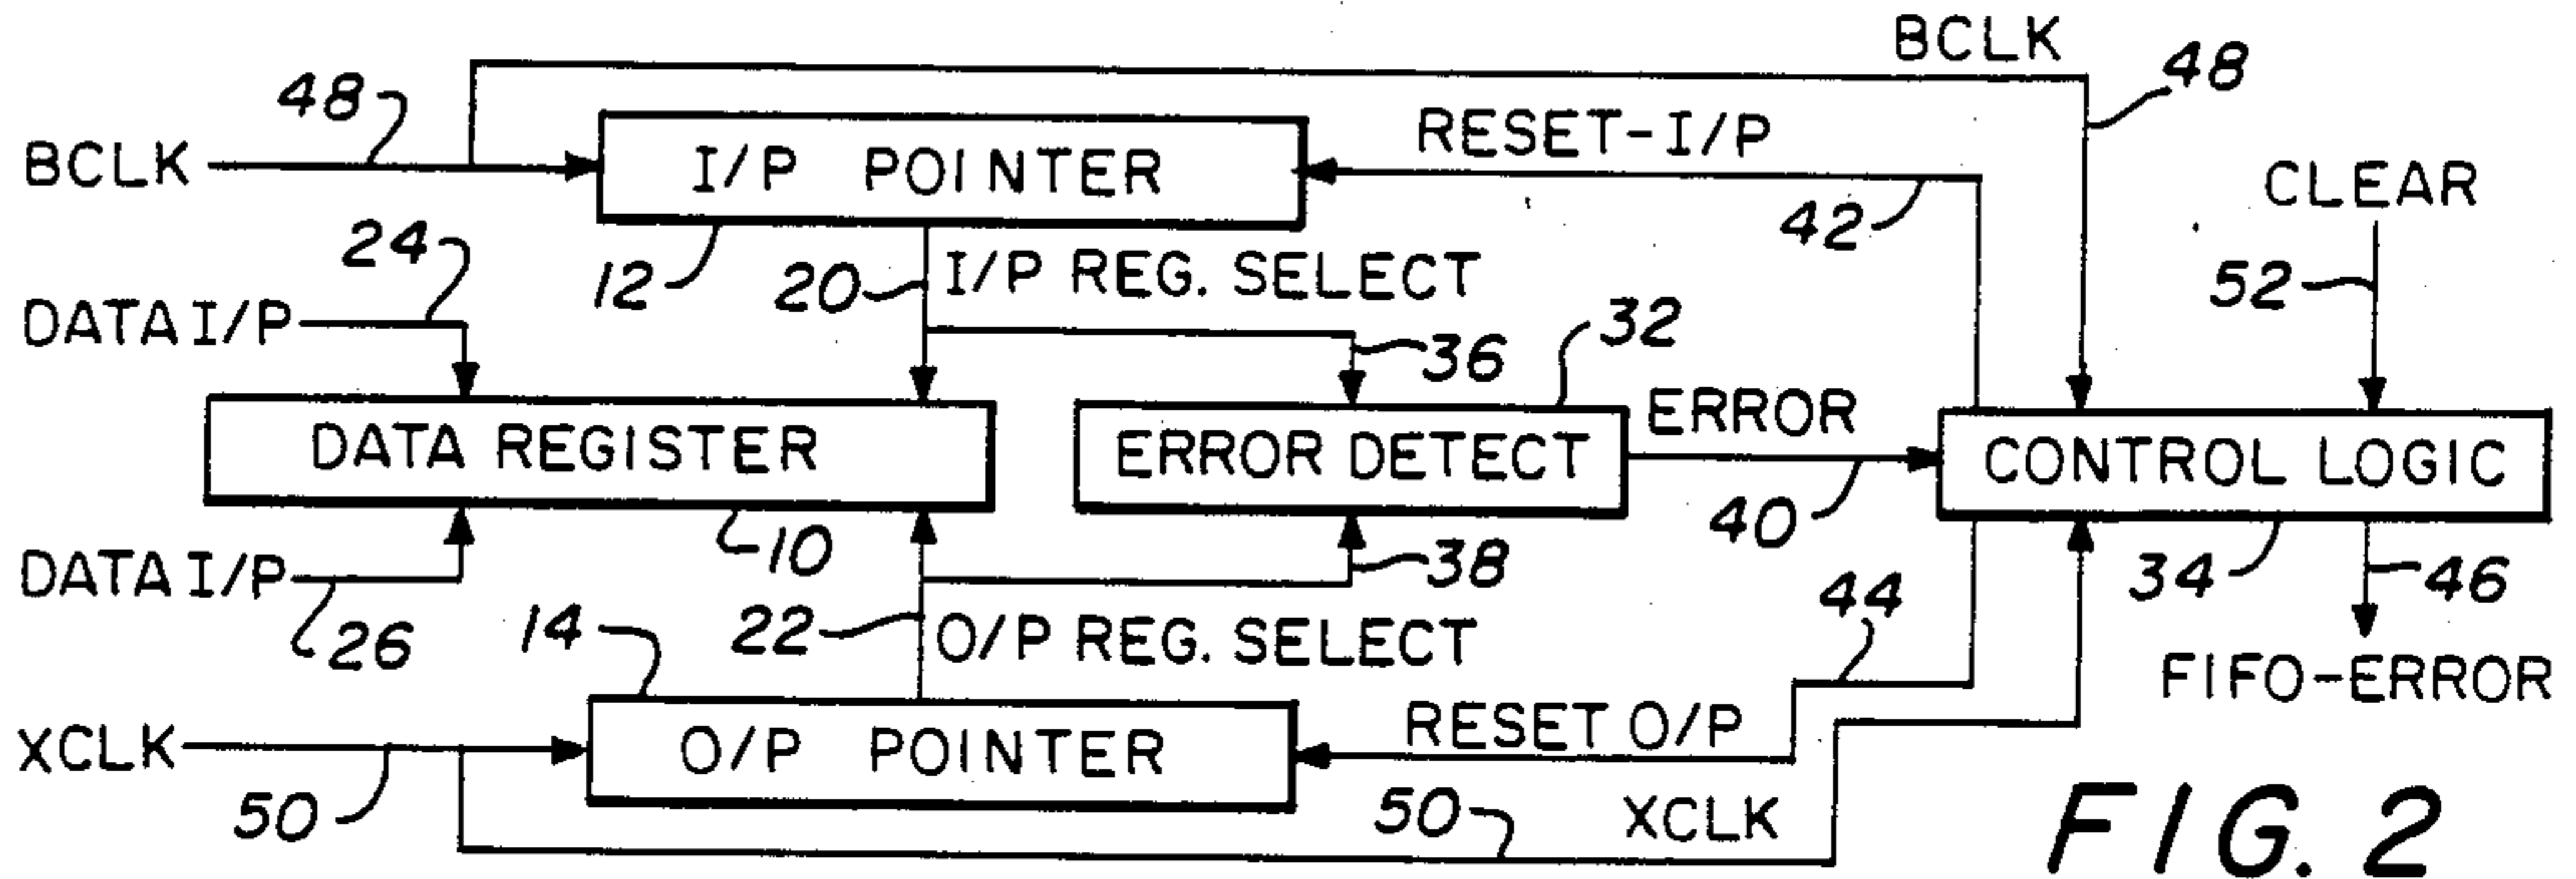 BCLK
48
BCLK
48
I/P POINTER
RESET-I/P
42
CLEAR
52
24
12
20
I/P REG. SELECT
DATA I/P
36
32
DATA REGISTER
ERROR DETECT
ERROR
40
CONTROL LOGIC
10
DATA I/P
26
38
34
46
14
22
O/P REG. SELECT
44
FIFO-ERROR
XCLK
50
O/P POINTER
RESET O/P
50
XCLK
FIG. 2